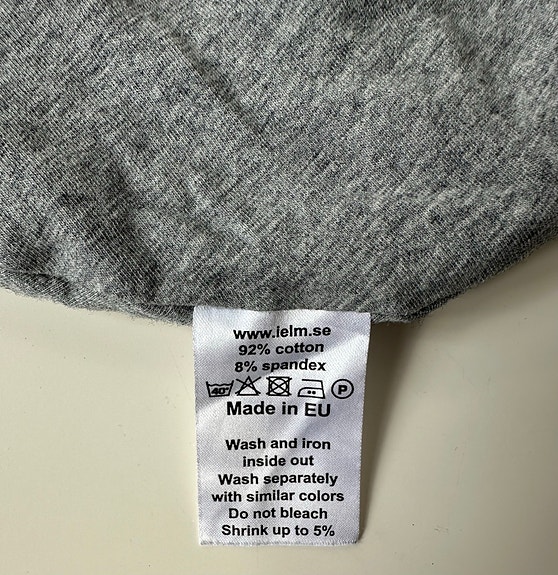 www.ielm.se
92% cotton
8% spandex
40° P
Made in EU
Wash and iron
inside out
Wash separately
with similar colors
Do not bleach
Shrink up to 5%